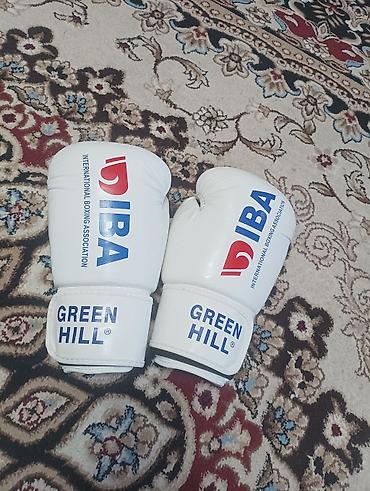 IBA
INTERNATIONAL BOXING ASSOCIATION
GREEN
HILL®
IBA
INTERNATIONAL BOXING ASSOCIATION
GREEN
HILL®